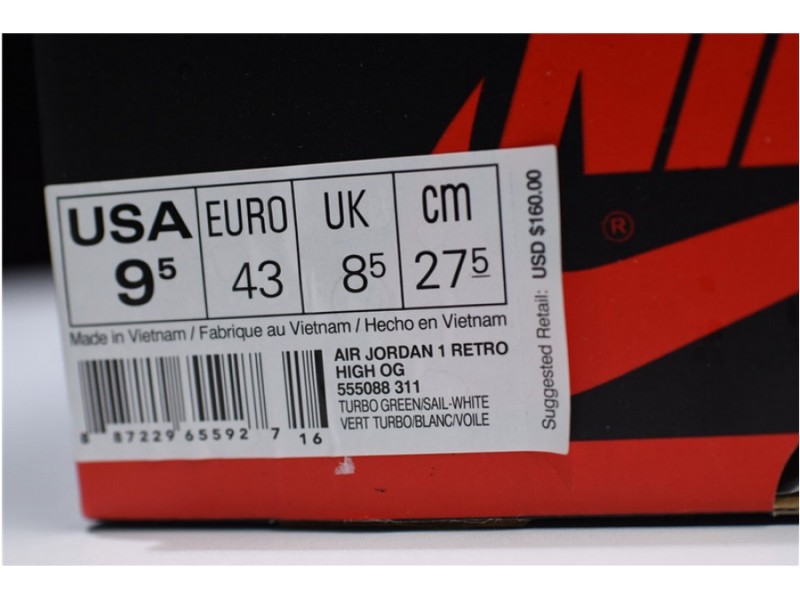 NIKE
®
USA EURO UK cm
9⁵ 43 8⁵ 27⁵
Made in Vietnam / Fabrique au Vietnam / Hecho en Vietnam
AIR JORDAN 1 RETRO
HIGH OG
555088 311
TURBO GREEN/SAIL-WHITE
VERT TURBO/BLANC/VOILE
8 87229 65592 7 16
Suggested Retail: USD $160.00